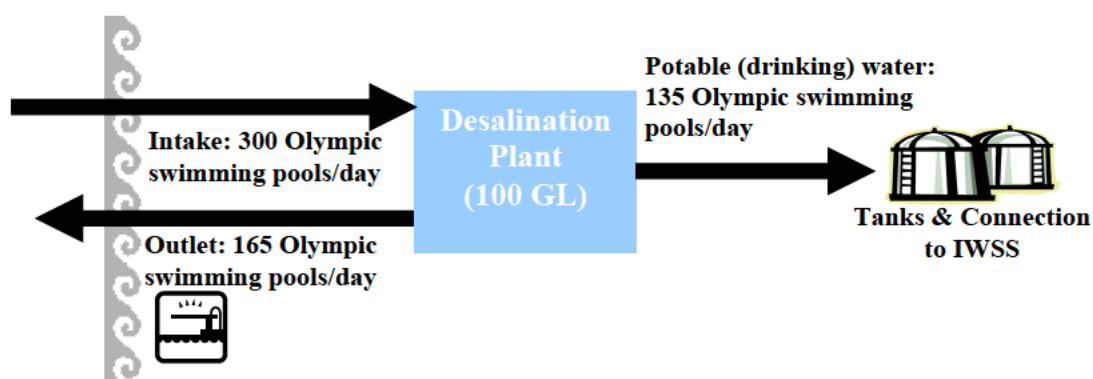 Potable (drinking) water:
135 Olympic swimming
pools/day
Desalination
Plant
(100 GL)
Intake: 300 Olympic
swimming pools/day
Outlet: 165 Olympic
swimming pools/day
Tanks & Connection
to IWSS